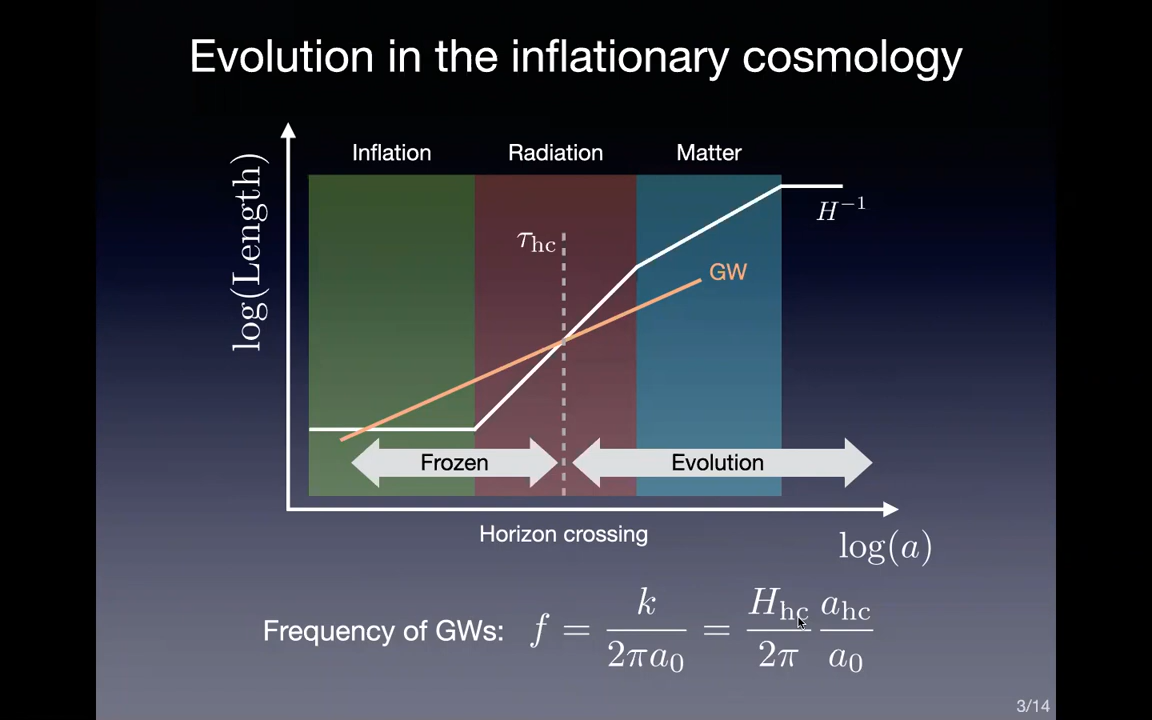 Evolution in the inflationary cosmology
Inflation Radiation Matter
log(Length)
τ_hc
H⁻¹
GW
Frozen
Evolution
Horizon crossing
log(a)
Frequency of GWs: f = k/(2πa₀) = (H_hc/2π)(a_hc/a₀)
3/14